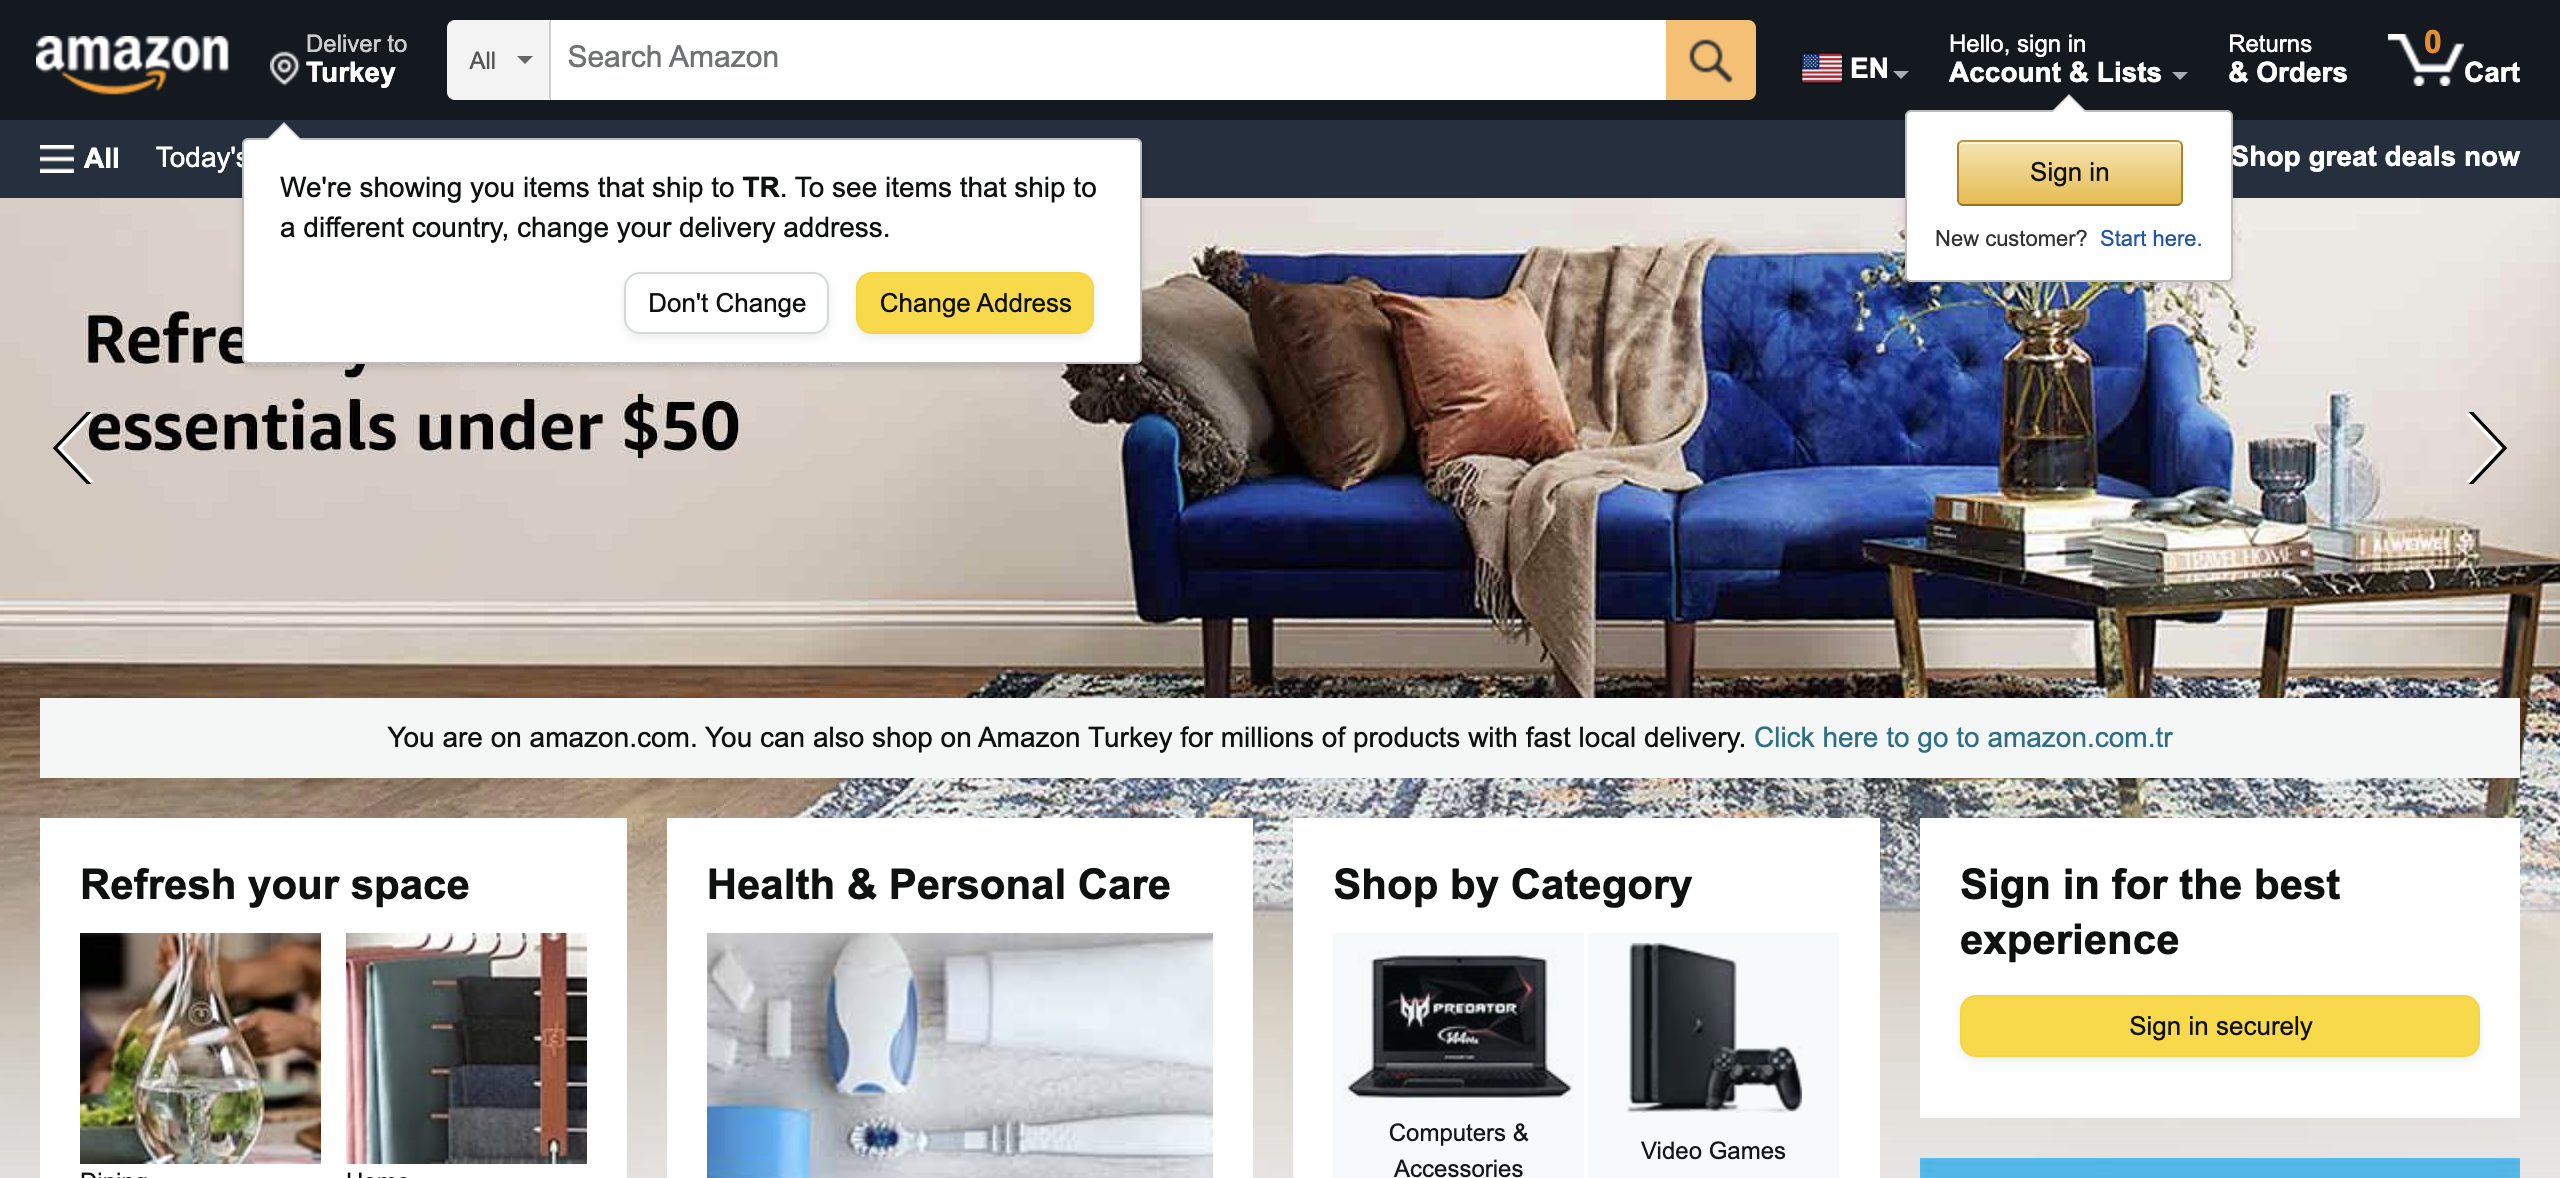 amazon
Deliver to
Turkey
All
Search Amazon
EN
Hello, sign in
Account & Lists
Returns
& Orders
0
Cart
All
Today's
Shop great deals now
We're showing you items that ship to TR. To see items that ship to
a different country, change your delivery address.
Don't Change
Change Address
Sign in
New customer? Start here.
essentials under $50
TRAVEL HOME
AI WEIWEI
You are on amazon.com. You can also shop on Amazon Turkey for millions of products with fast local delivery. Click here to go to amazon.com.tr
Refresh your space
Health & Personal Care
Shop by Category
Sign in for the best
experience
Sign in securely
PREDATOR
Computers &
Accessories
Video Games